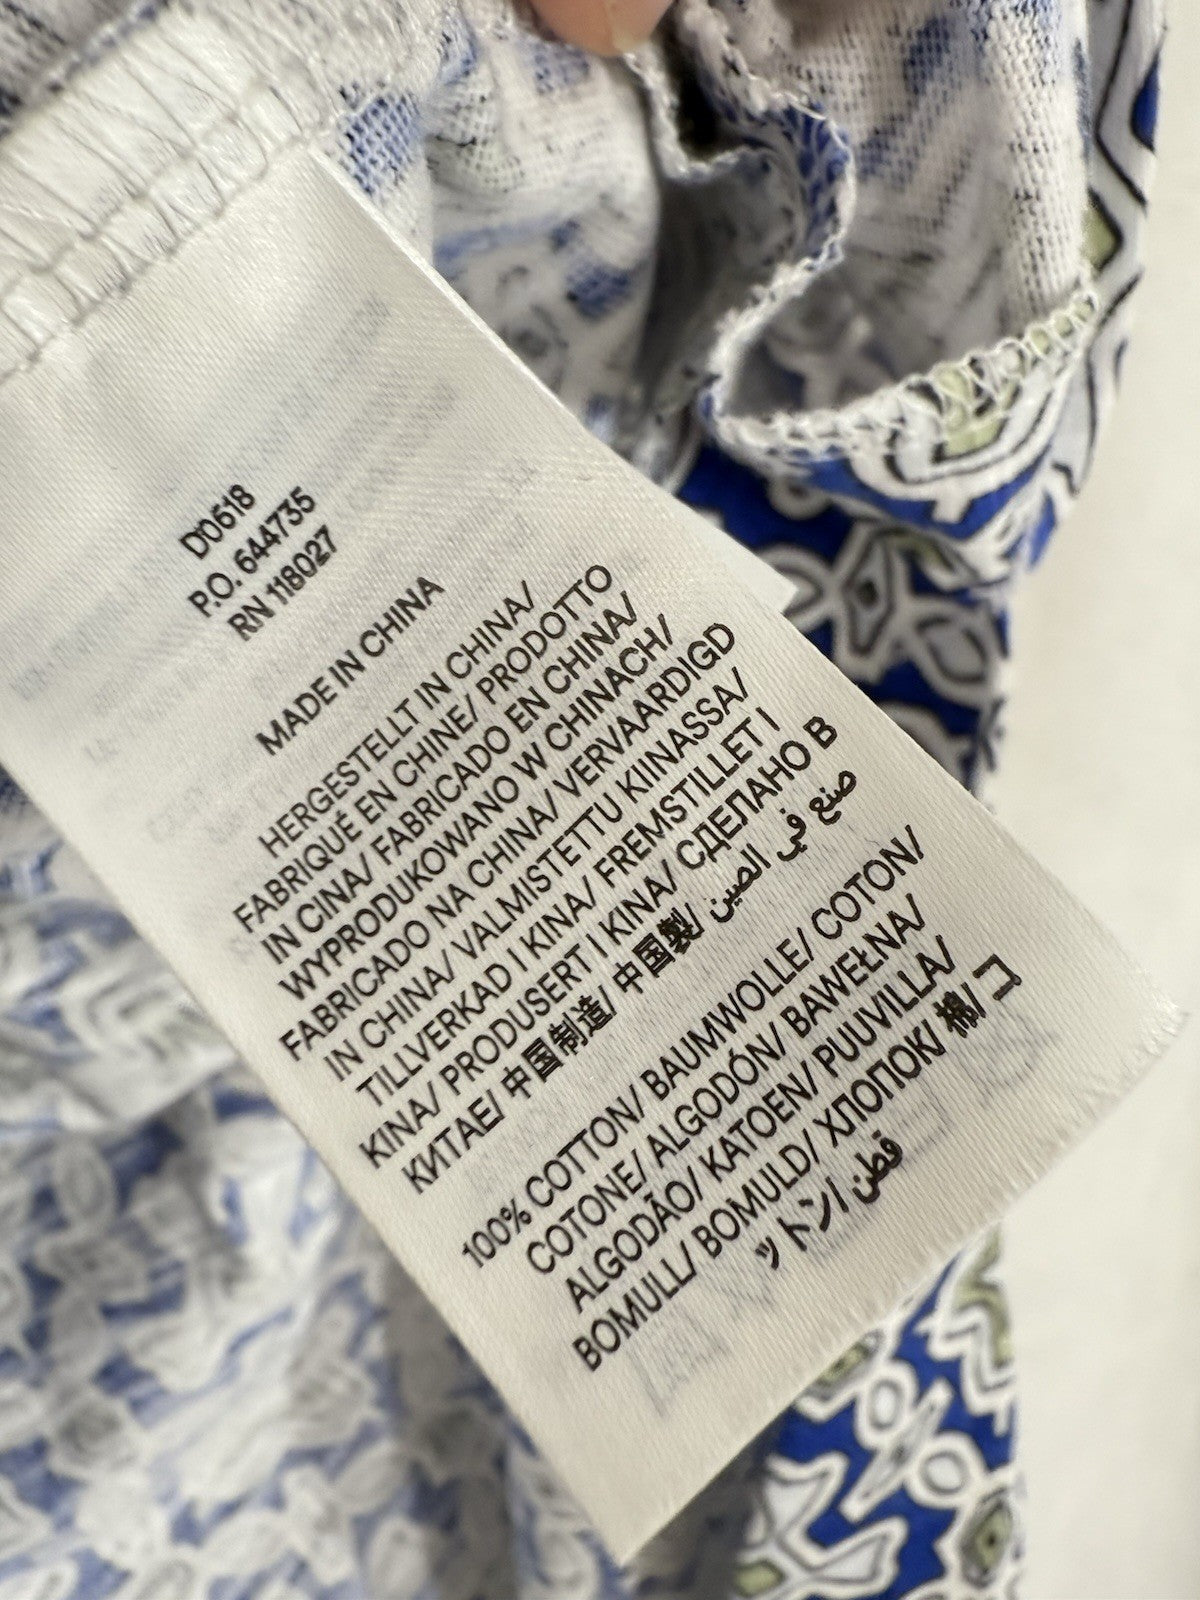 D0618
P.O. 644735
RN 118027
MADE IN CHINA
HERGESTELLT IN CHINA/
FABRIQUÉ EN CHINE/ PRODOTTO
IN CINA/ FABRICADO EN CHINA/
WYPRODUKOWANO W CHINACH/
FABRICADO NA CHINA/ VERVAARDIGD
IN CHINA/ VALMISTETTU KIINASSA/
TILLVERKAD I KINA/ FREMSTILLET I
KINA/ PRODUSERT I KINA/ СДЕЛАНО В
КИТАЕ/ 中国制造/ 中国製/ صنع في الصين
100% COTTON/ BAUMWOLLE/ COTON/
COTONE/ ALGODÓN/ BAWEŁNA/
ALGODÃO/ KATOEN/ PUUVILLA/
BOMULL/ BOMULD/ ХЛОПОК/ 棉/ コ
ットン/ قطن